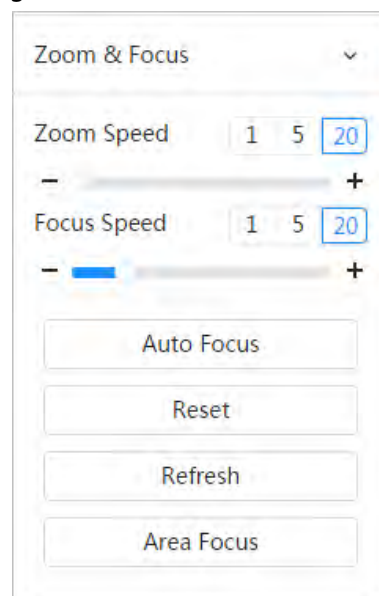 Zoom & Focus
Zoom Speed 1 5 20
− +
Focus Speed 1 5 20
− +
Auto Focus
Reset
Refresh
Area Focus